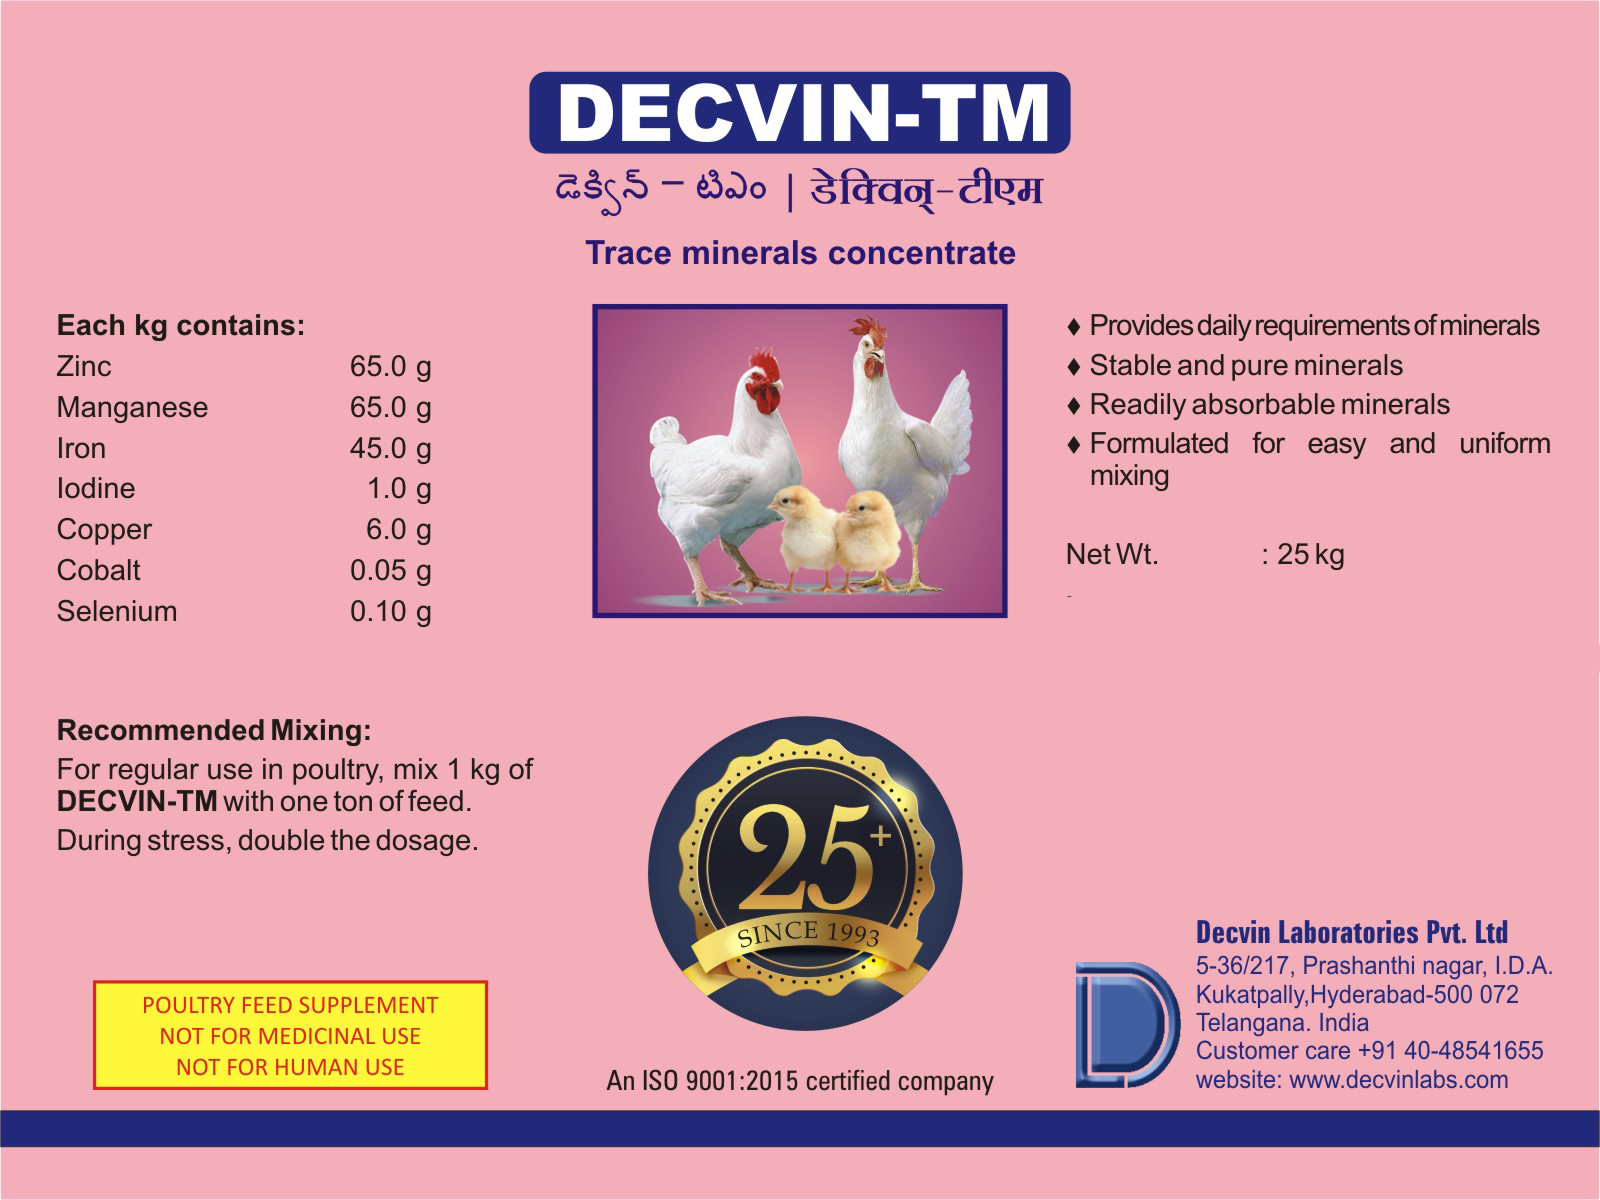 DECVIN-TM
డెక్విన్ – టిఎం | डेक्विन्-टीएम
Trace minerals concentrate
Each kg contains:
Zinc 65.0 g
Manganese 65.0 g
Iron 45.0 g
Iodine 1.0 g
Copper 6.0 g
Cobalt 0.05 g
Selenium 0.10 g
♦ Provides daily requirements of minerals
♦ Stable and pure minerals
♦ Readily absorbable minerals
♦ Formulated for easy and uniform
mixing
Net Wt. : 25 kg
Recommended Mixing:
For regular use in poultry, mix 1 kg of
DECVIN-TM with one ton of feed.
During stress, double the dosage.
POULTRY FEED SUPPLEMENT
NOT FOR MEDICINAL USE
NOT FOR HUMAN USE
25+
SINCE 1993
An ISO 9001:2015 certified company
Decvin Laboratories Pvt. Ltd
5-36/217, Prashanthi nagar, I.D.A.
Kukatpally,Hyderabad-500 072
Telangana. India
Customer care +91 40-48541655
website: www.decvinlabs.com